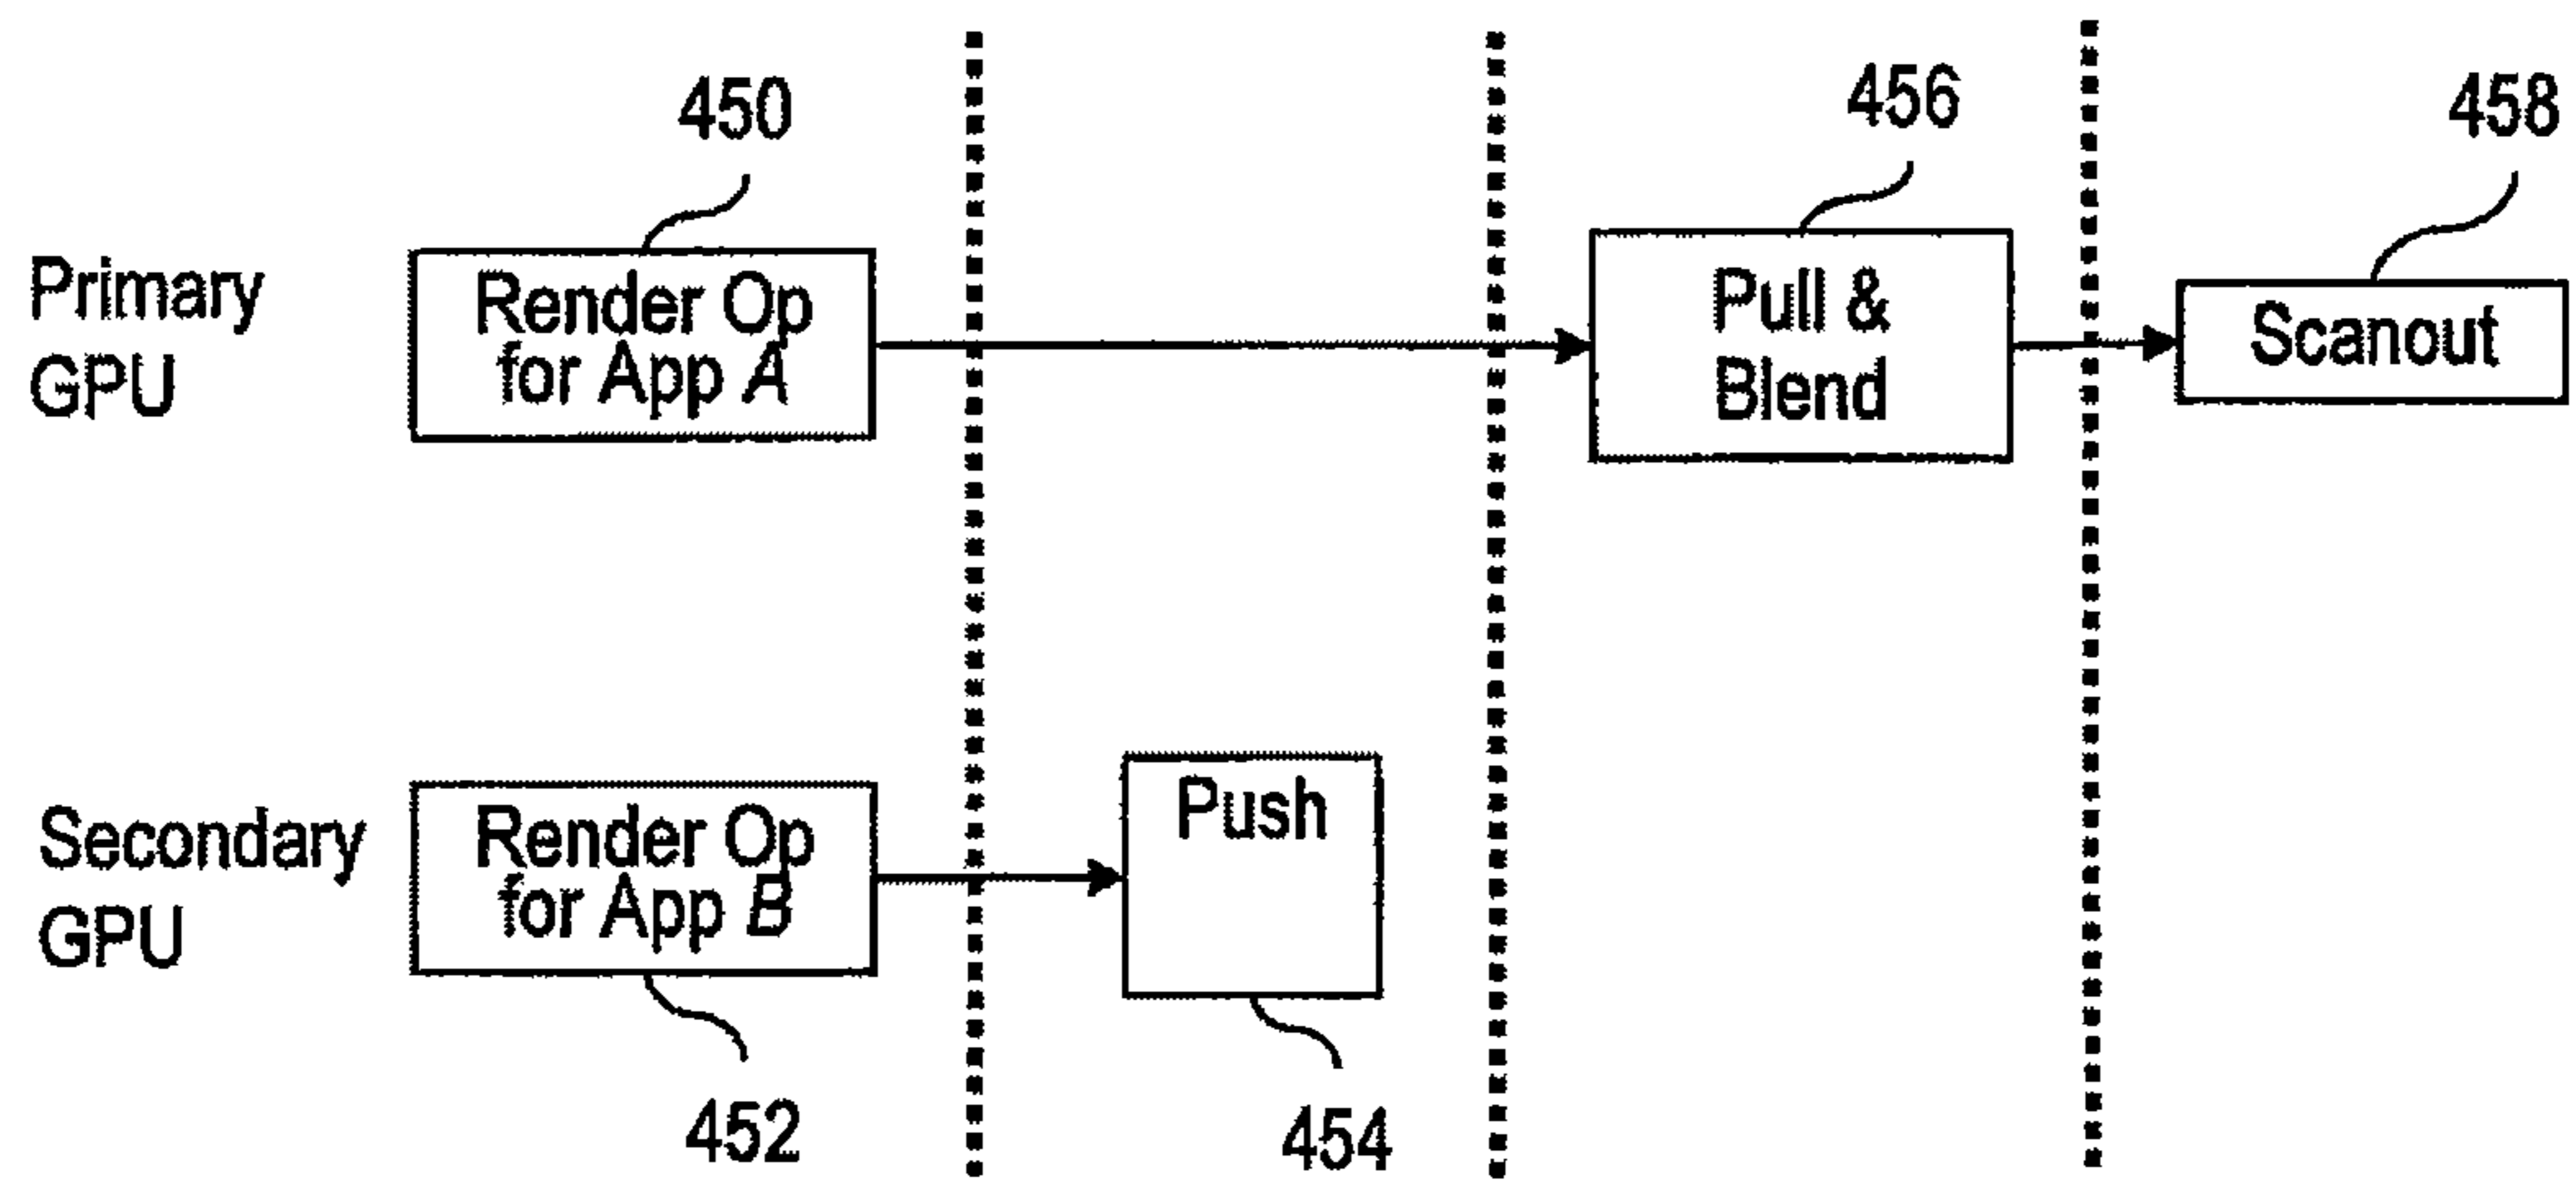 450
456
458
Primary
GPU
Render Op
for App A
Pull &
Blend
Scanout
Secondary
GPU
Render Op
for App B
Push
452
454